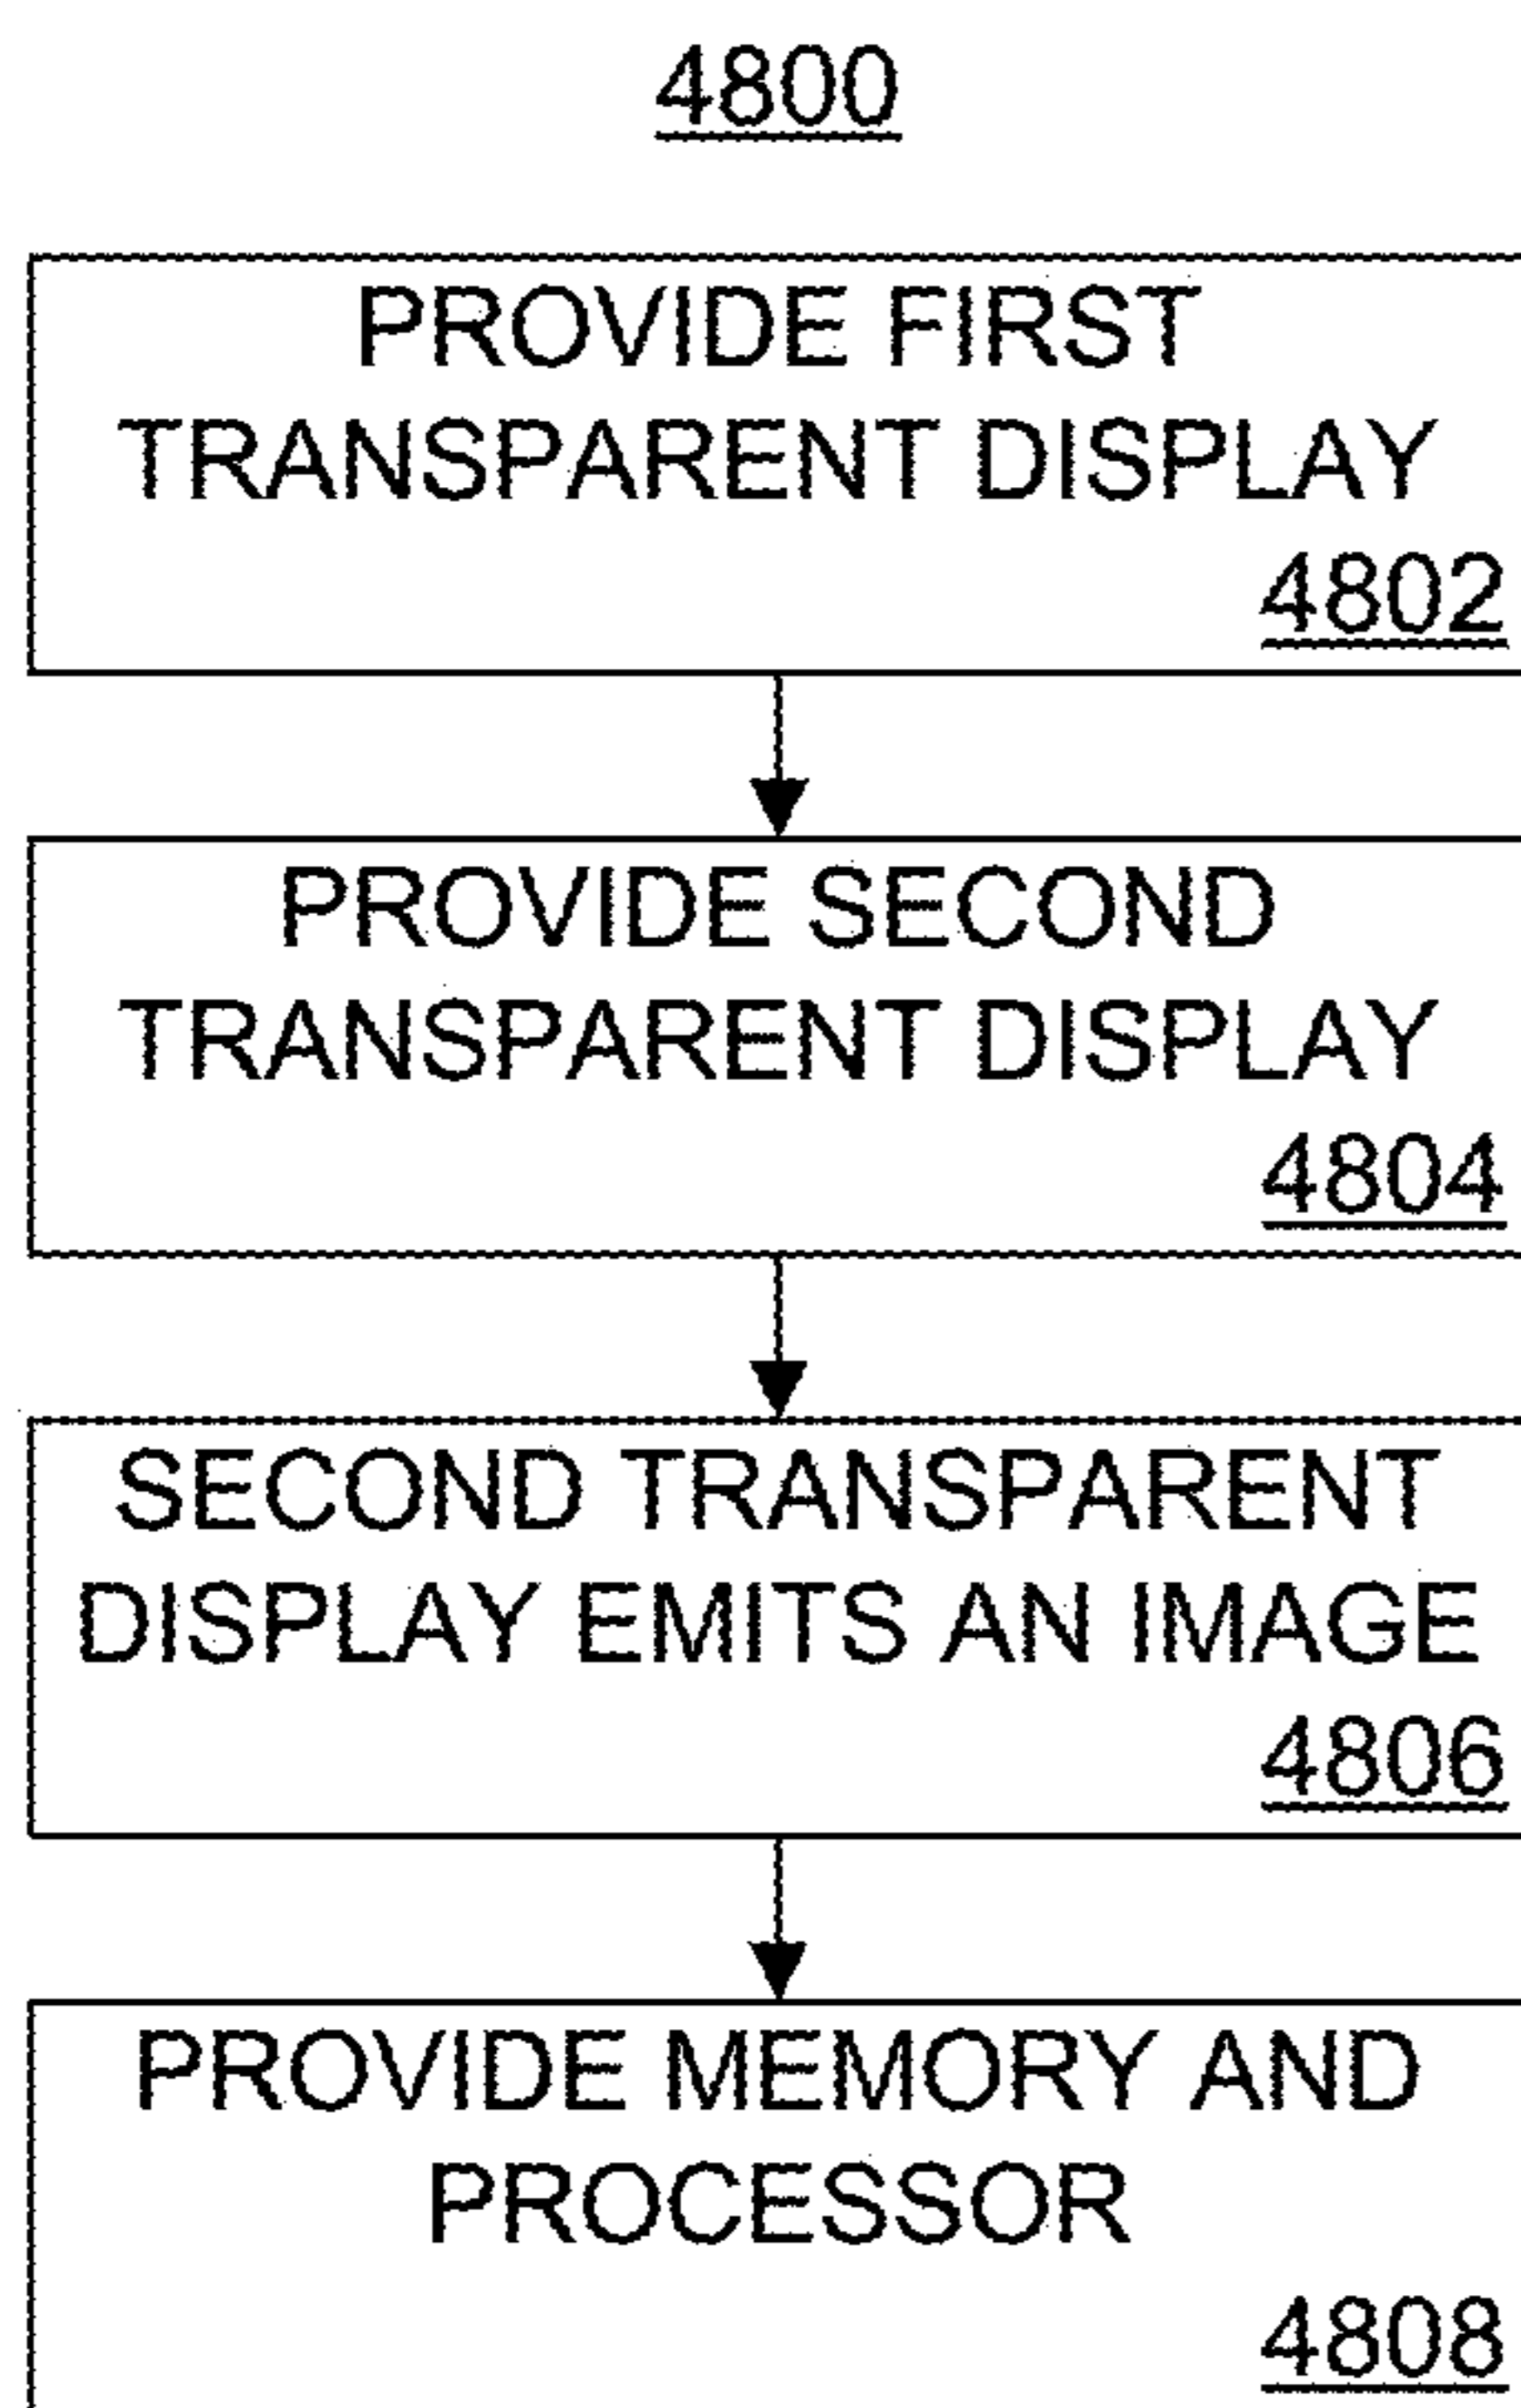 4800
PROVIDE FIRST
TRANSPARENT DISPLAY
4802
PROVIDE SECOND
TRANSPARENT DISPLAY
4804
SECOND TRANSPARENT
DISPLAY EMITS AN IMAGE
4806
PROVIDE MEMORY AND
PROCESSOR
4808